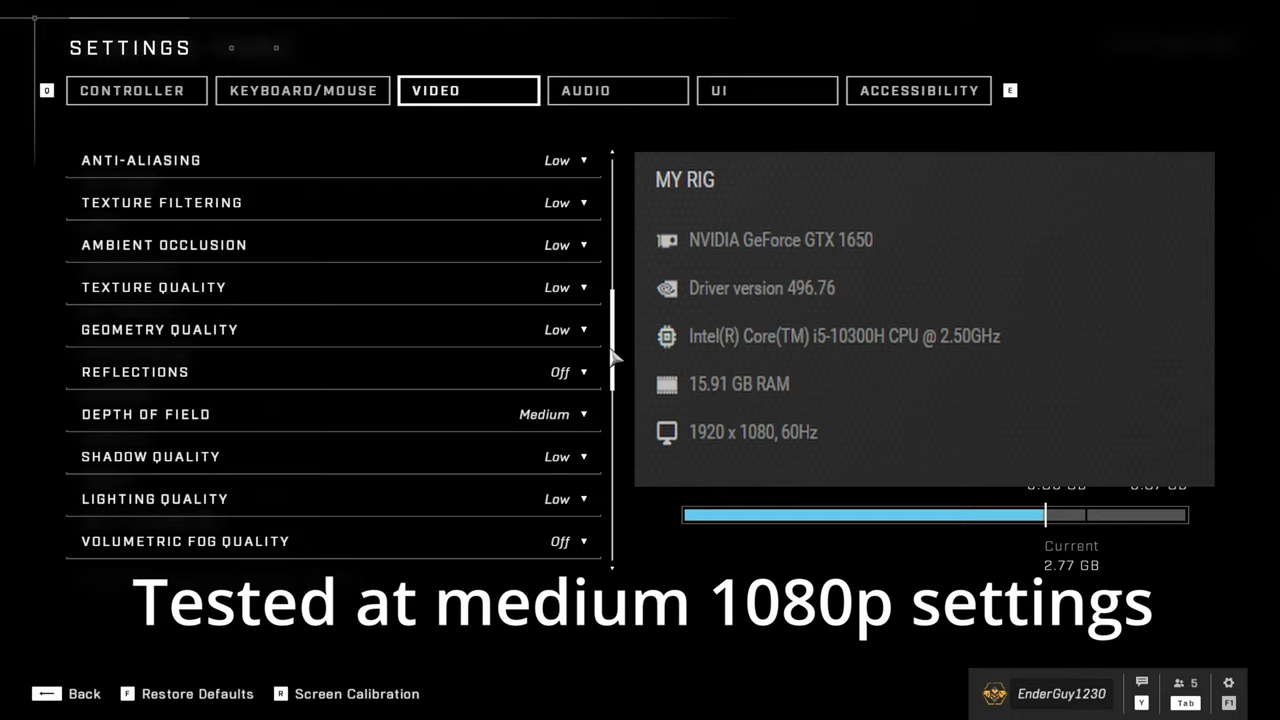 SETTINGS
Q CONTROLLER KEYBOARD/MOUSE VIDEO AUDIO UI ACCESSIBILITY E
ANTI-ALIASING Low
TEXTURE FILTERING Low
AMBIENT OCCLUSION Low
TEXTURE QUALITY Low
GEOMETRY QUALITY Low
REFLECTIONS Off
DEPTH OF FIELD Medium
SHADOW QUALITY Low
LIGHTING QUALITY Low
VOLUMETRIC FOG QUALITY Off
MY RIG
NVIDIA GeForce GTX 1650
Driver version 496.76
Intel(R) Core(TM) i5-10300H CPU @ 2.50GHz
15.91 GB RAM
1920 x 1080, 60Hz
Current
2.77 GB
Tested at medium 1080p settings
Back F Restore Defaults R Screen Calibration
EnderGuy1230 Y 5 Tab F1